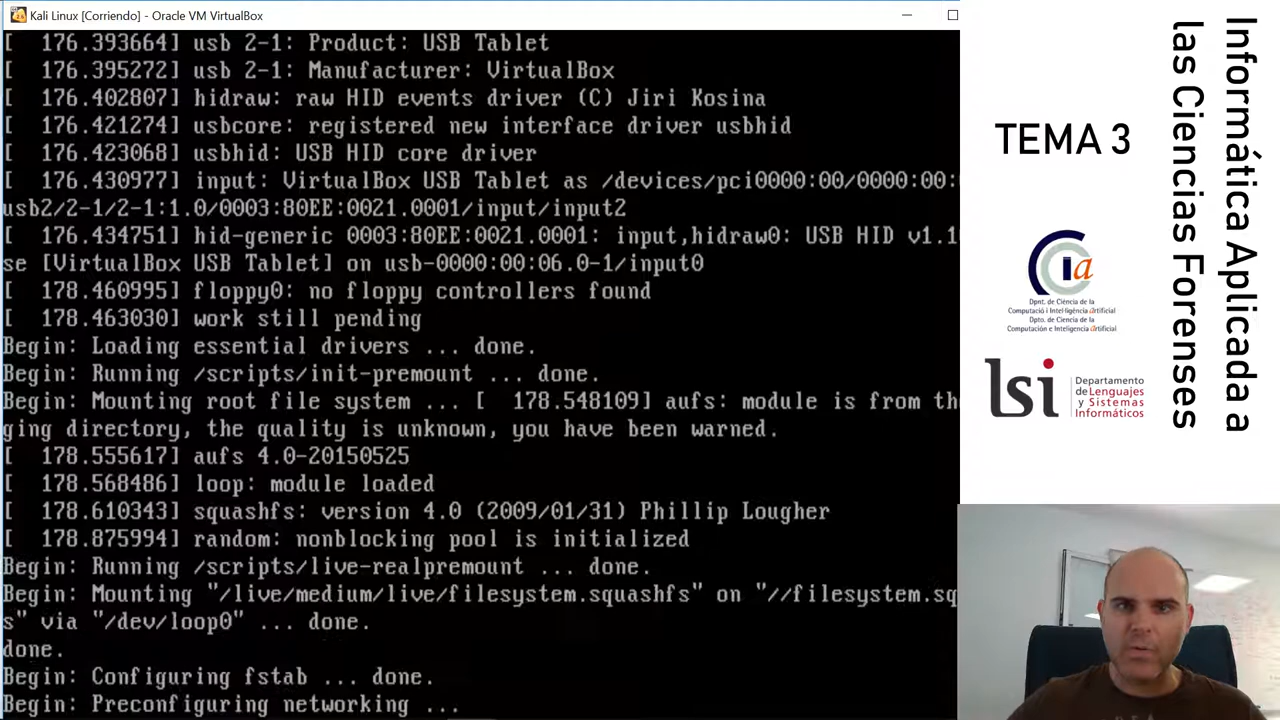 Kali Linux [Corriendo] - Oracle VM VirtualBox
[ 176.393664] usb 2-1: Product: USB Tablet
[ 176.395272] usb 2-1: Manufacturer: VirtualBox
[ 176.402807] hidraw: raw HID events driver (C) Jiri Kosina
[ 176.421274] usbcore: registered new interface driver usbhid
[ 176.423068] usbhid: USB HID core driver
[ 176.430977] input: VirtualBox USB Tablet as /devices/pci0000:00/0000:00:
usb2/2-1/2-1:1.0/0003:80EE:0021.0001/input/input2
[ 176.434751] hid-generic 0003:80EE:0021.0001: input,hidraw0: USB HID v1.1
se [VirtualBox USB Tablet] on usb-0000:00:06.0-1/input0
[ 178.460995] floppy0: no floppy controllers found
[ 178.463030] work still pending
Begin: Loading essential drivers ... done.
Begin: Running /scripts/init-premount ... done.
Begin: Mounting root file system ... [ 178.548109] aufs: module is from th
ging directory, the quality is unknown, you have been warned.
[ 178.555617] aufs 4.0-20150525
[ 178.568486] loop: module loaded
[ 178.610343] squashfs: version 4.0 (2009/01/31) Phillip Lougher
[ 178.875994] random: nonblocking pool is initialized
Begin: Running /scripts/live-realpremount ... done.
Begin: Mounting "/live/medium/live/filesystem.squashfs" on "//filesystem.sq
s" via "/dev/loop0" ... done.
done.
Begin: Configuring fstab ... done.
Begin: Preconfiguring networking ...
TEMA 3
Informática Aplicada a
las Ciencias Forenses
Dpnt. de Ciència de la
Computació i Intel·ligència artificial
Dpto. de Ciencia de la
Computación e Inteligencia artificial
lsi
Departamento
de Lenguajes
y Sistemas
Informáticos